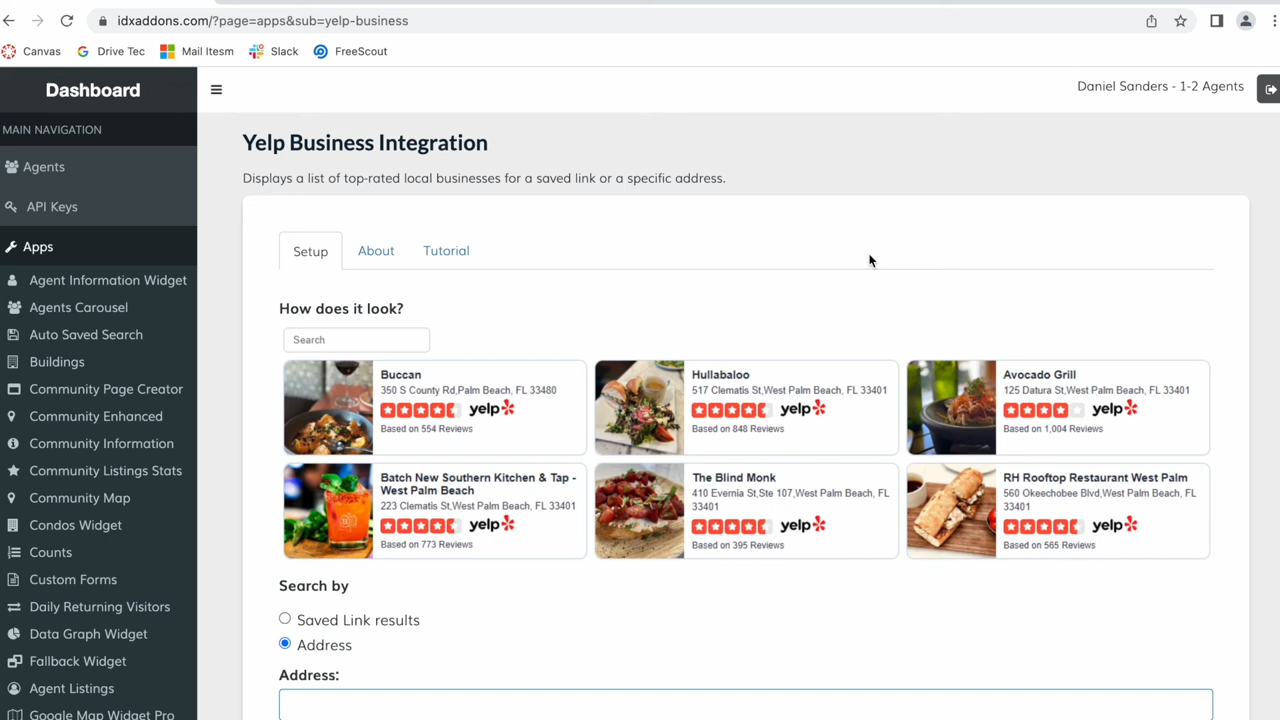 idxaddons.com/?page=apps&sub=yelp-business
Canvas
Drive Tec
Mail Itesm
Slack
FreeScout
Dashboard
Daniel Sanders - 1-2 Agents
MAIN NAVIGATION
Agents
API Keys
Apps
Agent Information Widget
Agents Carousel
Auto Saved Search
Buildings
Community Page Creator
Community Enhanced
Community Information
Community Listings Stats
Community Map
Condos Widget
Counts
Custom Forms
Daily Returning Visitors
Data Graph Widget
Fallback Widget
Agent Listings
Google Map Widget Pro
Yelp Business Integration
Displays a list of top-rated local businesses for a saved link or a specific address.
Setup
About
Tutorial
How does it look?
Search
Buccan
350 S County Rd,Palm Beach, FL 33480
yelp
Based on 554 Reviews
Hullabaloo
517 Clematis St,West Palm Beach, FL 33401
yelp
Based on 848 Reviews
Avocado Grill
125 Datura St,West Palm Beach, FL 33401
yelp
Based on 1,004 Reviews
Batch New Southern Kitchen & Tap -
West Palm Beach
223 Clematis St,West Palm Beach, FL 33401
yelp
Based on 773 Reviews
The Blind Monk
410 Evernia St,Ste 107,West Palm Beach, FL
33401
yelp
Based on 395 Reviews
RH Rooftop Restaurant West Palm
560 Okeechobee Blvd,West Palm Beach, FL
33401
yelp
Based on 565 Reviews
Search by
Saved Link results
Address
Address: